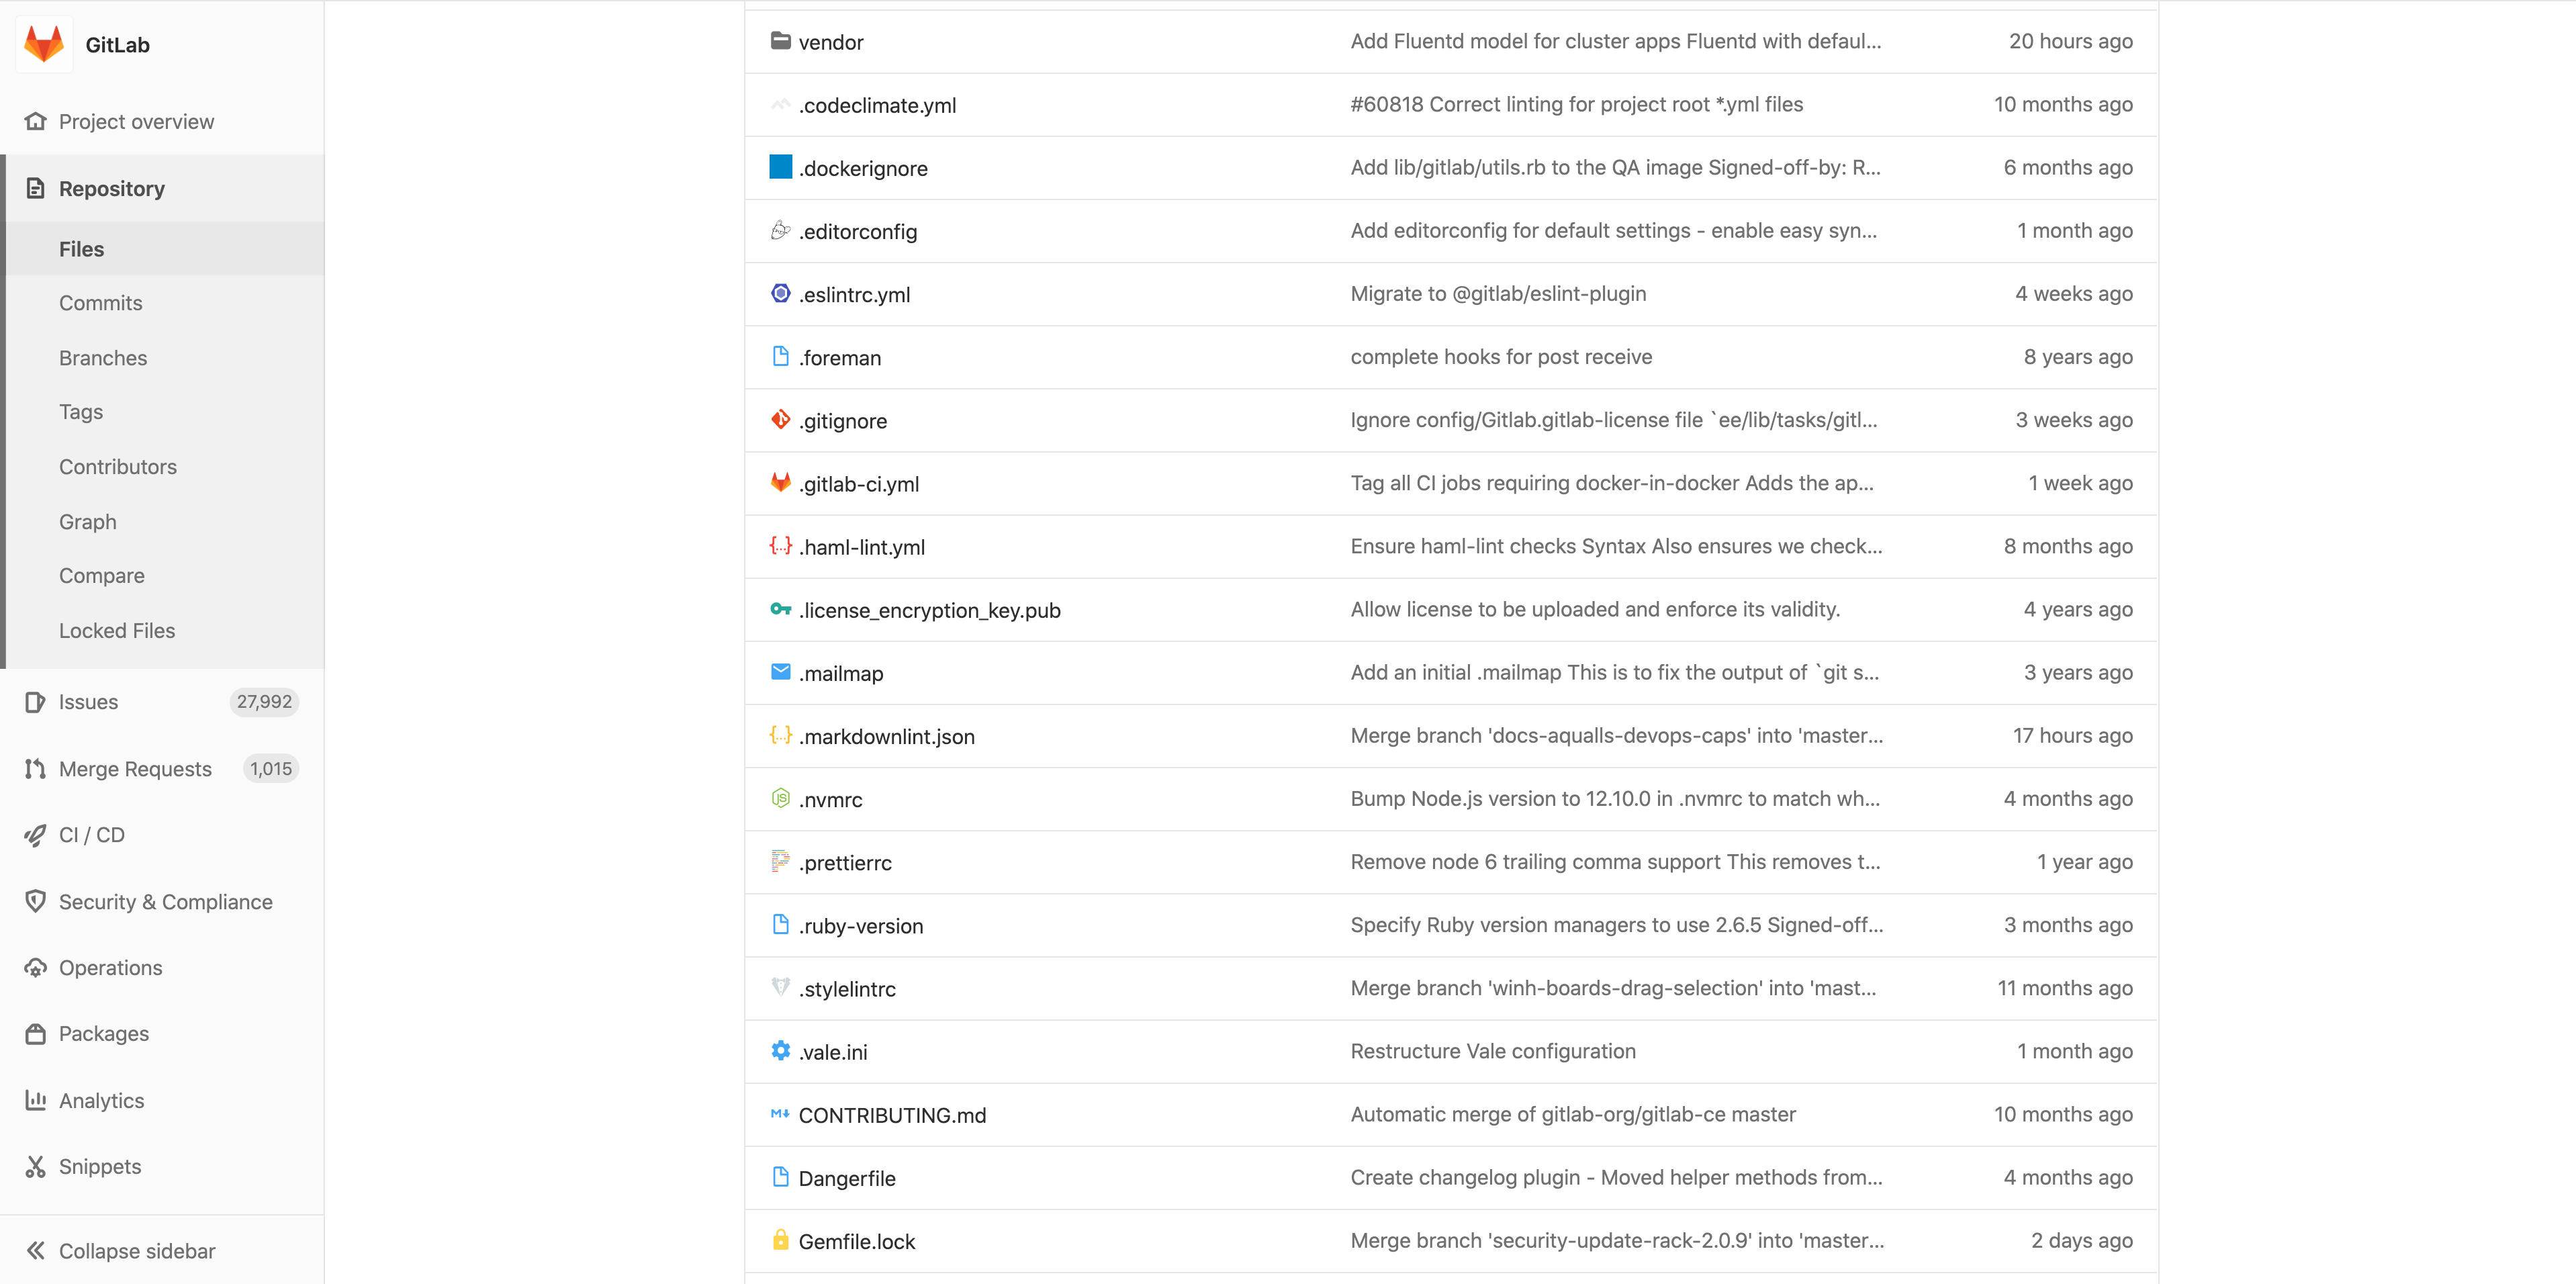 GitLab
Project overview
Repository
Files
Commits
Branches
Tags
Contributors
Graph
Compare
Locked Files
Issues 27,992
Merge Requests 1,015
CI / CD
Security & Compliance
Operations
Packages
Analytics
Snippets
Collapse sidebar
vendor Add Fluentd model for cluster apps Fluentd with defaul... 20 hours ago
.codeclimate.yml #60818 Correct linting for project root *.yml files 10 months ago
.dockerignore Add lib/gitlab/utils.rb to the QA image Signed-off-by: R... 6 months ago
.editorconfig Add editorconfig for default settings - enable easy syn... 1 month ago
.eslintrc.yml Migrate to @gitlab/eslint-plugin 4 weeks ago
.foreman complete hooks for post receive 8 years ago
.gitignore Ignore config/Gitlab.gitlab-license file `ee/lib/tasks/gitl... 3 weeks ago
.gitlab-ci.yml Tag all CI jobs requiring docker-in-docker Adds the ap... 1 week ago
.haml-lint.yml Ensure haml-lint checks Syntax Also ensures we check... 8 months ago
.license_encryption_key.pub Allow license to be uploaded and enforce its validity. 4 years ago
.mailmap Add an initial .mailmap This is to fix the output of `git s... 3 years ago
.markdownlint.json Merge branch 'docs-aqualls-devops-caps' into 'master... 17 hours ago
.nvmrc Bump Node.js version to 12.10.0 in .nvmrc to match wh... 4 months ago
.prettierrc Remove node 6 trailing comma support This removes t... 1 year ago
.ruby-version Specify Ruby version managers to use 2.6.5 Signed-off... 3 months ago
.stylelintrc Merge branch 'winh-boards-drag-selection' into 'mast... 11 months ago
.vale.ini Restructure Vale configuration 1 month ago
CONTRIBUTING.md Automatic merge of gitlab-org/gitlab-ce master 10 months ago
Dangerfile Create changelog plugin - Moved helper methods from... 4 months ago
Gemfile.lock Merge branch 'security-update-rack-2.0.9' into 'master... 2 days ago